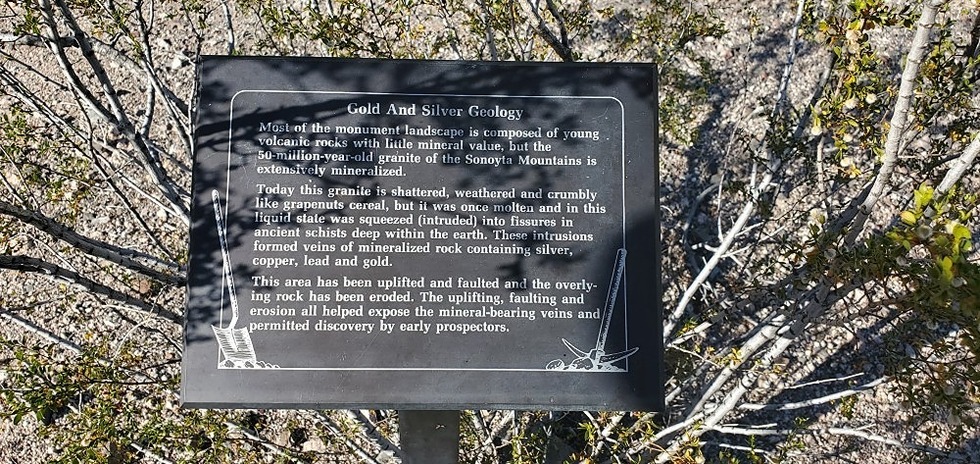 Gold And Silver Geology
Most of the monument landscape is composed of young
volcanic rocks with little mineral value, but the
50-million-year-old granite of the Sonoyta Mountains is
extensively mineralized.
Today this granite is shattered, weathered and crumbly
like grapenuts cereal, but it was once molten and in this
liquid state was squeezed (intruded) into fissures in
ancient schists deep within the earth. These intrusions
formed veins of mineralized rock containing silver,
copper, lead and gold.
This area has been uplifted and faulted and the overly-
ing rock has been eroded. The uplifting, faulting and
erosion all helped expose the mineral-bearing veins and
permitted discovery by early prospectors.